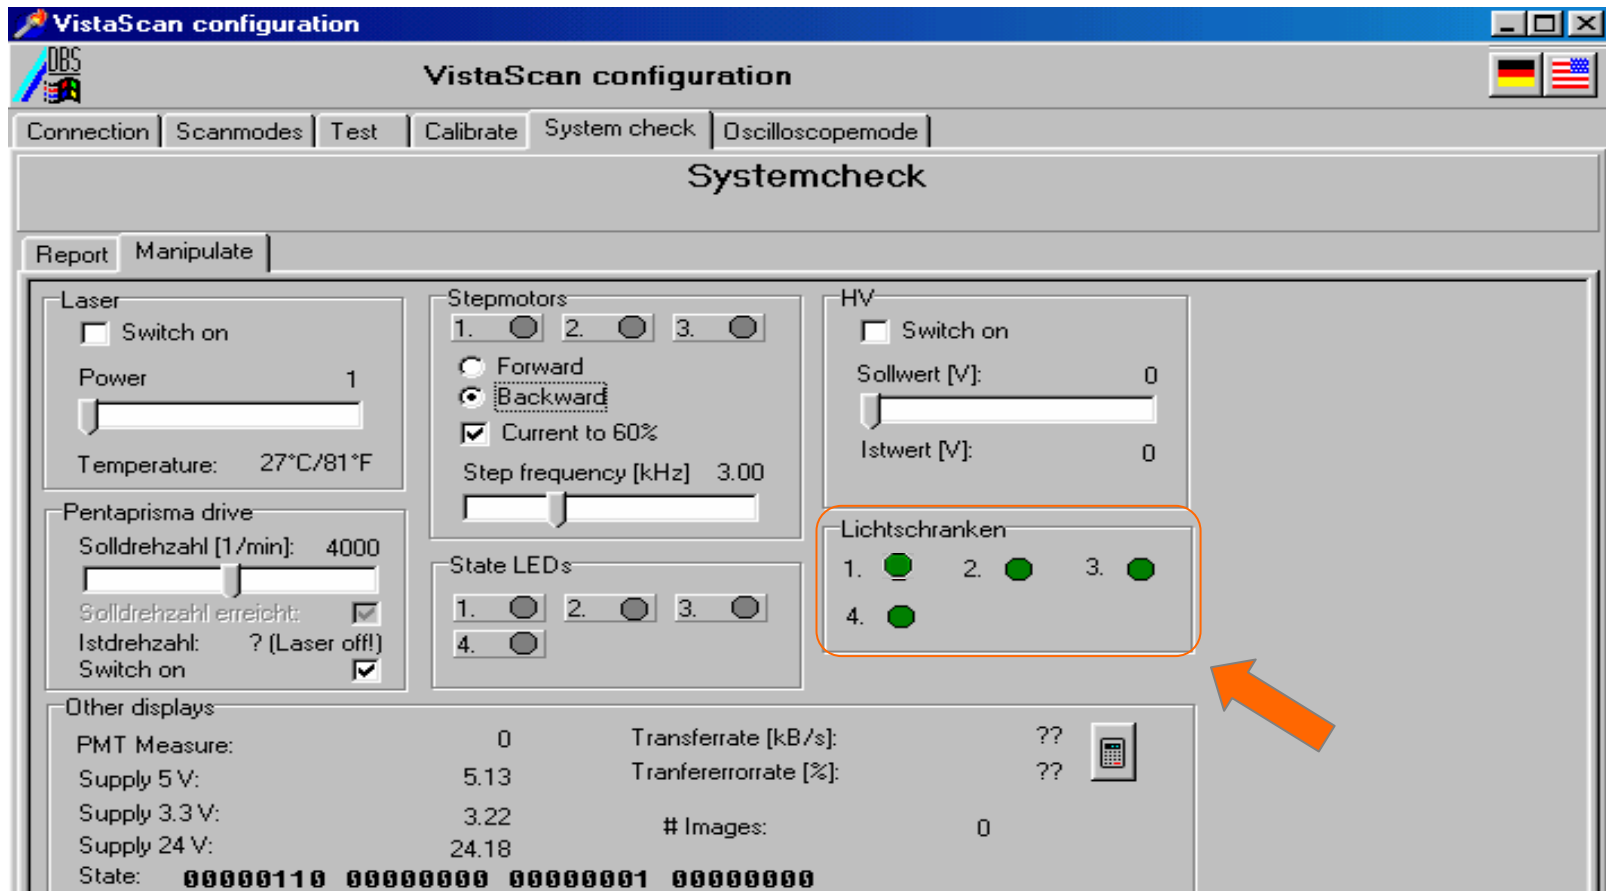 VistaScan configuration
DBS
VistaScan configuration
Connection Scanmodes Test Calibrate System check Oscilloscopemode
Systemcheck
Report Manipulate
Laser
Switch on
Power 1
Temperature: 27°C/81°F
Stepmotors
1. 2. 3.
Forward
Backward
Current to 60%
Step frequency [kHz] 3.00
HV
Switch on
Sollwert [V]: 0
Istwert [V]: 0
Pentaprisma drive
Solldrehzahl [1/min]: 4000
Solldrehzahl erreicht:
Istdrehzahl: ? (Laser off!)
Switch on
State LEDs
1. 2. 3.
4.
Lichtschranken
1. 2. 3.
4.
Other displays
PMT Measure: 0
Supply 5 V: 5.13
Supply 3.3 V: 3.22
Supply 24 V: 24.18
Transferrate [kB/s]: ??
Tranfererrorrate [%]: ??
# Images: 0
State: 00000110 00000000 00000001 00000000